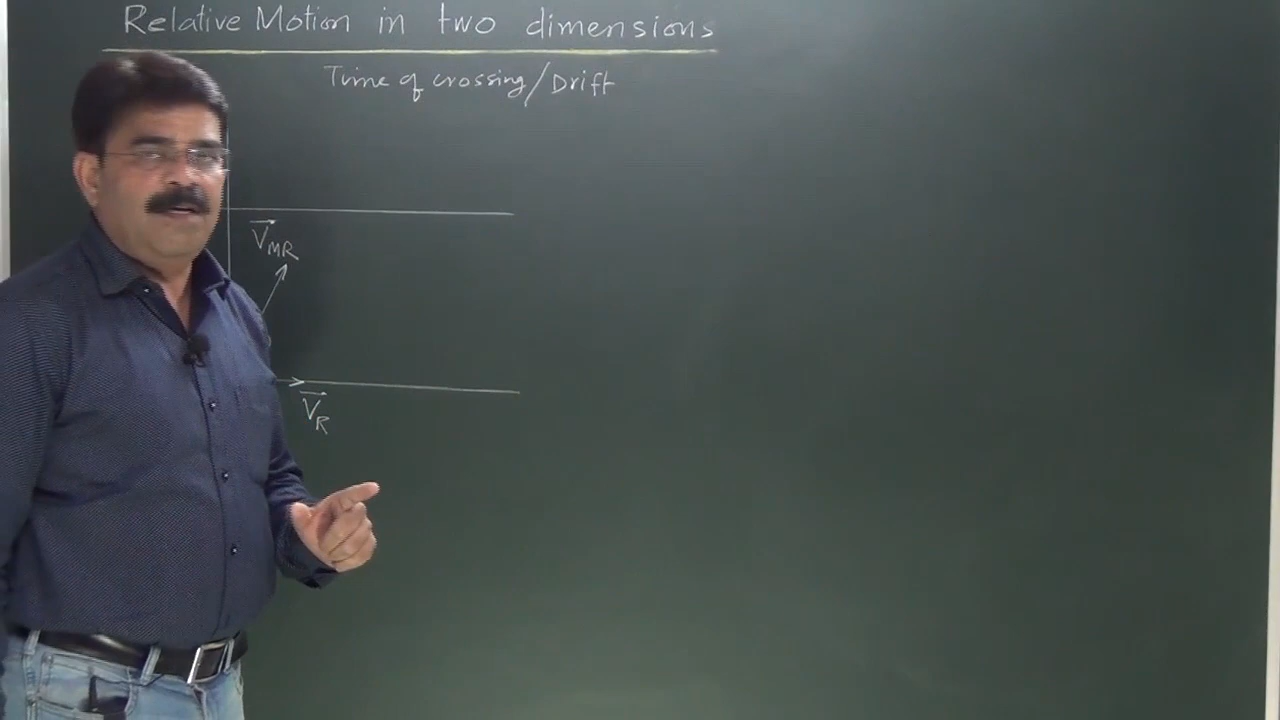 Relative Motion in two dimensions
Time of crossing/Drift
V⃗MR
V⃗R